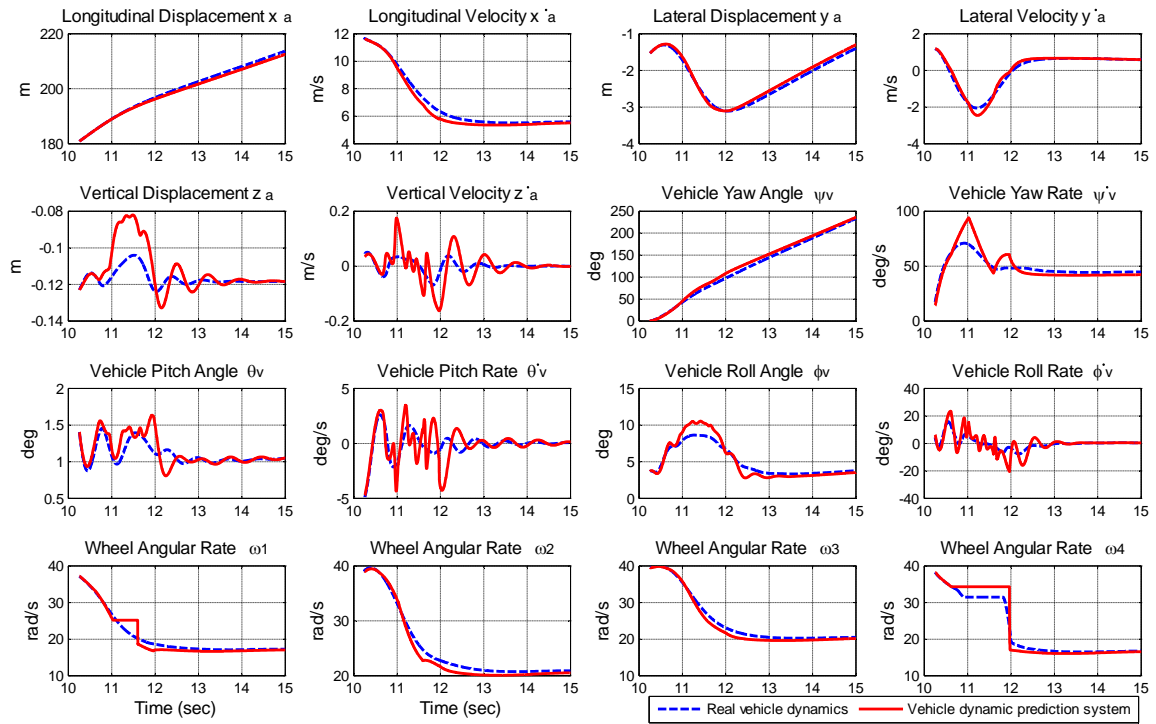 Longitudinal Displacement x a
220
200
180
m
10 11 12 13 14 15
Longitudinal Velocity ẋ a
12
10
8
6
4
m/s
10 11 12 13 14 15
Lateral Displacement y a
-1
-2
-3
-4
m
10 11 12 13 14 15
Lateral Velocity ẏ a
2
0
-2
-4
m/s
10 11 12 13 14 15
Vertical Displacement z a
-0.08
-0.1
-0.12
-0.14
m
10 11 12 13 14 15
Vertical Velocity ż a
0.2
0
-0.2
m/s
10 11 12 13 14 15
Vehicle Yaw Angle ψv
250
200
150
100
50
0
deg
10 11 12 13 14 15
Vehicle Yaw Rate ψ̇v
100
50
0
deg/s
10 11 12 13 14 15
Vehicle Pitch Angle θv
2
1.5
1
0.5
deg
10 11 12 13 14 15
Vehicle Pitch Rate θ̇v
5
0
-5
deg/s
10 11 12 13 14 15
Vehicle Roll Angle ϕv
15
10
5
0
deg
10 11 12 13 14 15
Vehicle Roll Rate ϕ̇v
40
20
0
-20
-40
deg/s
10 11 12 13 14 15
Wheel Angular Rate ω1
40
30
20
10
rad/s
10 11 12 13 14 15
Time (sec)
Wheel Angular Rate ω2
40
30
20
rad/s
10 11 12 13 14 15
Time (sec)
Wheel Angular Rate ω3
40
30
20
10
rad/s
10 11 12 13 14 15
Wheel Angular Rate ω4
40
30
20
10
rad/s
10 11 12 13 14 15
Real vehicle dynamics
Vehicle dynamic prediction system